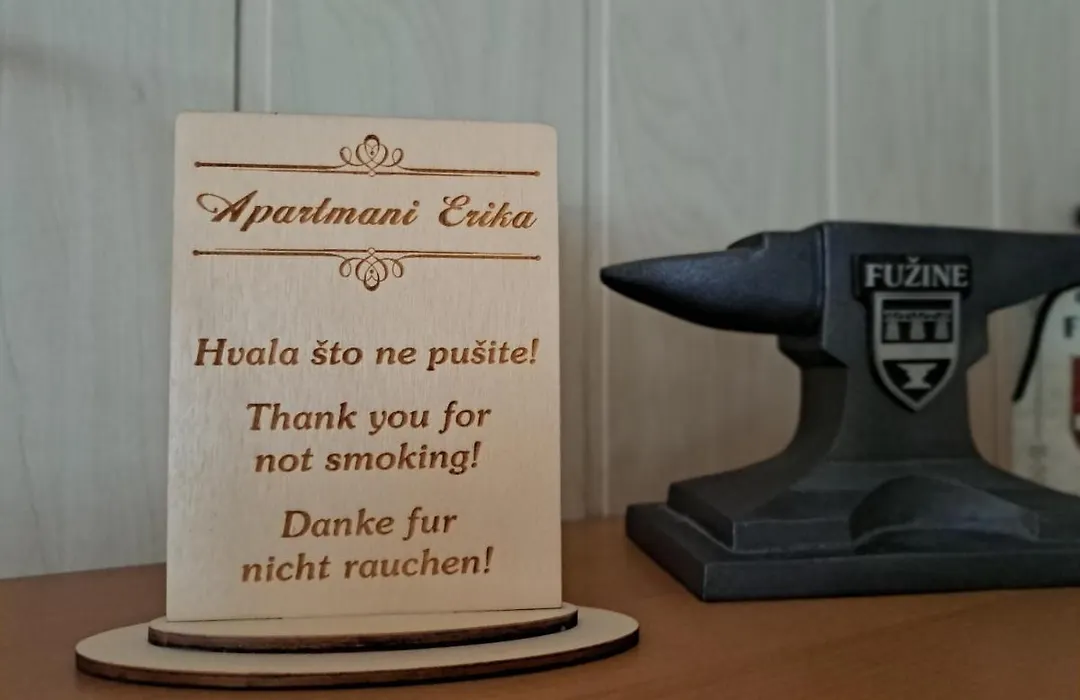 Apartmani Erika
Hvala što ne pušite!
Thank you for
not smoking!
Danke fur
nicht rauchen!
FUŽINE